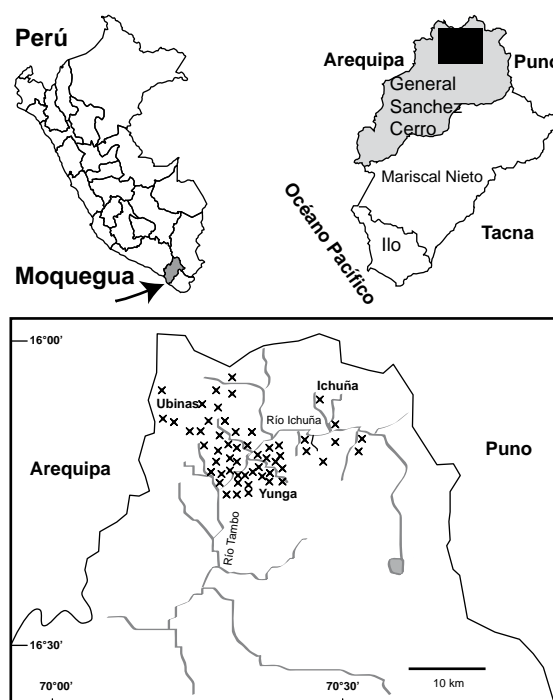 Perú
Moquegua
Arequipa
Puno
General
Sanchez
Cerro
Mariscal Nieto
Ilo
Tacna
Océano Pacífico
16°00'
Ubinas
Ichuña
Río Ichuña
Arequipa
Puno
Yunga
Río Tambo
16°30'
70°00'
70°30'
10 km